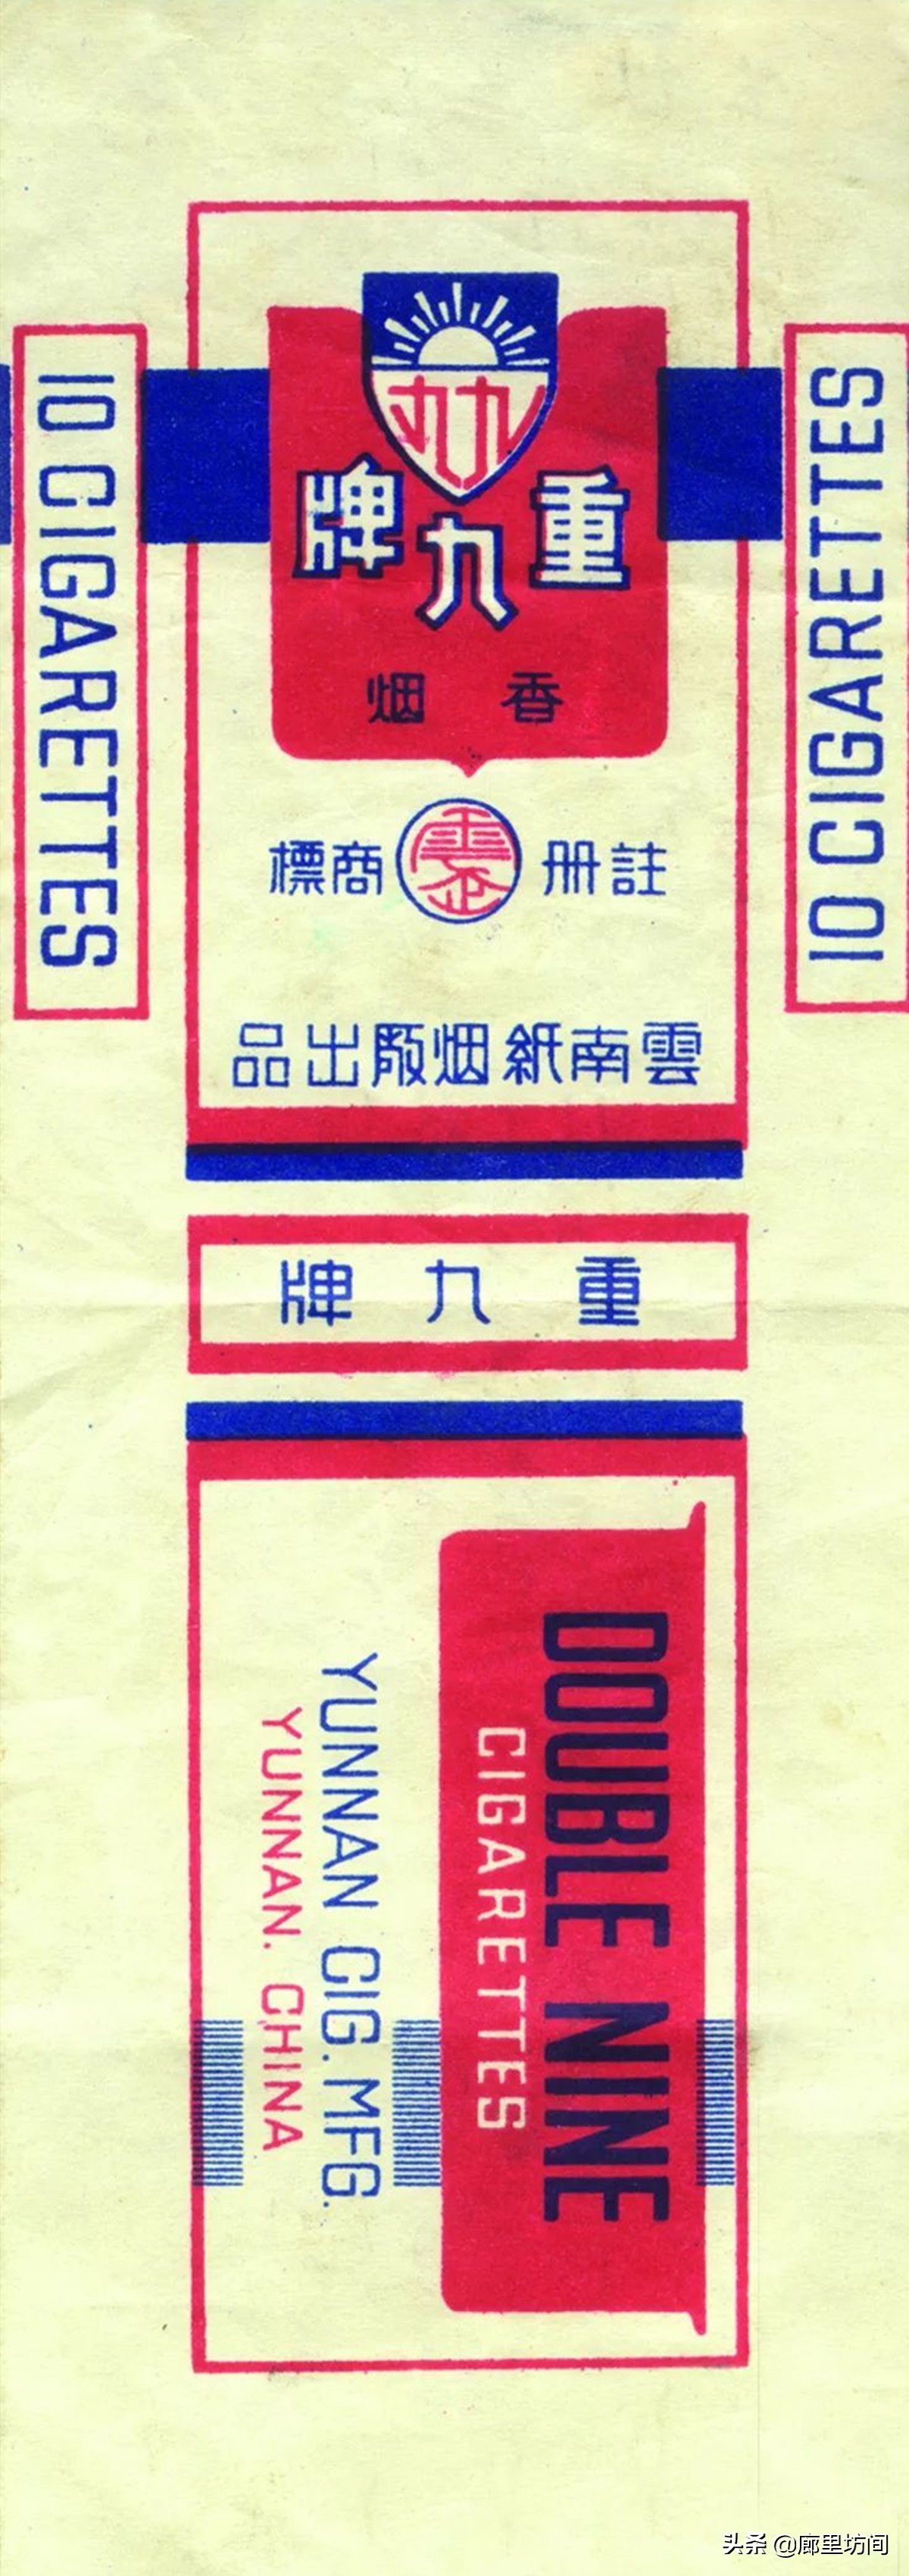 九九
重九牌
香烟
註册 商標
雲南紙烟廠出品
10 CIGARETTES
10 CIGARETTES
重九牌
DOUBLE NINE
CIGARETTES
YUNNAN CIG. MFG.
YUNNAN. CHINA
头条 @廊里坊间